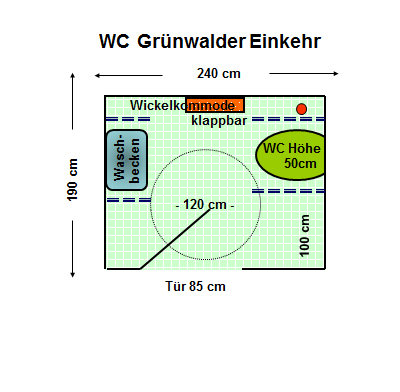 WC Grünwalder Einkehr
240 cm
Wickelkommode
klappbar
Wasch-
becken
WC Höhe
50cm
190 cm
- 120 cm -
100 cm
Tür 85 cm